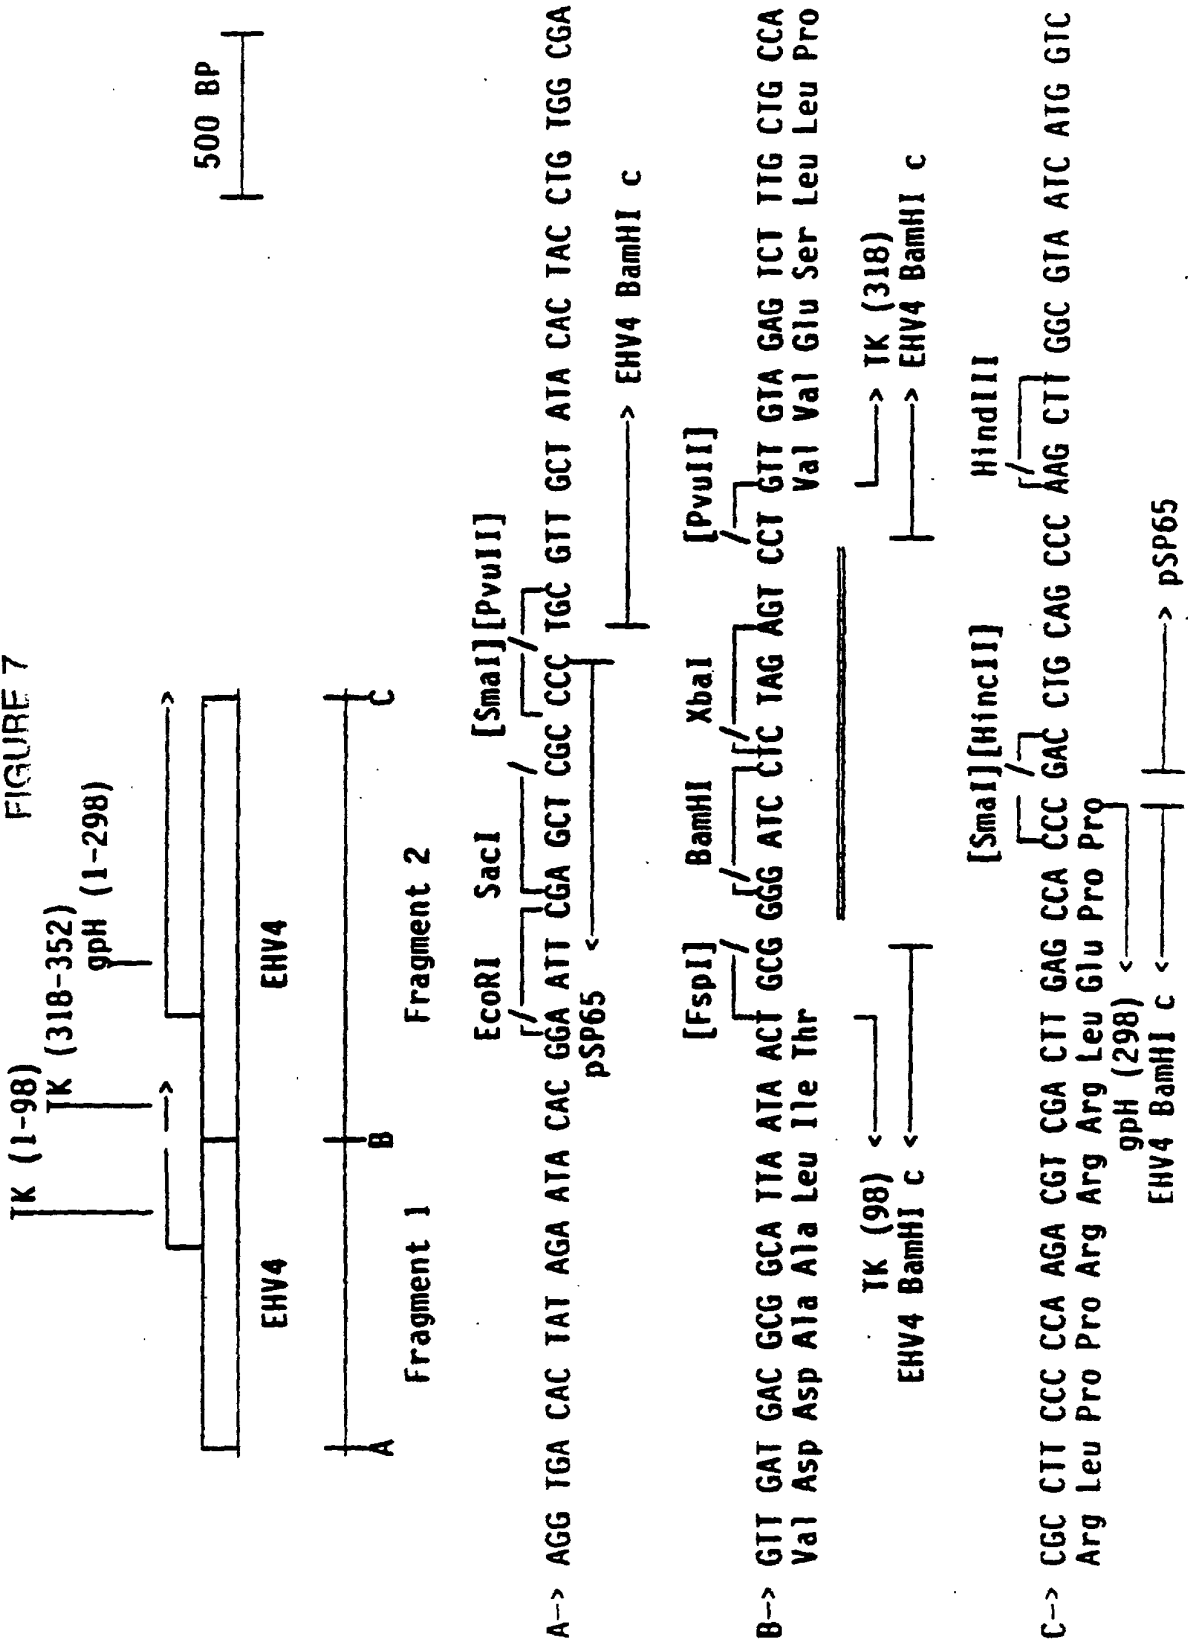 FIGURE 7
500 BP
TK (1-98)
TK (318-352)
gpH (1-298)
EHV4 EHV4
A B C
Fragment 1 Fragment 2
EcoRI SacI [SmaI][PvuII]
A--> AGG TGA CAC TAT AGA ATA CAC GGA ATT CGA GCT CGC CCC TGC GTT GCT ATA CAC TAC CTG TGG CGA
pSP65 <
> EHV4 BamHI c
[FspI] BamHI XbaI [PvuII]
B--> GTT GAT GAC GCG GCA TTA ATA ACT GCG GGG ATC CTC TAG AGT CCT GTT GTA GAG TCT TTG CTG CCA
Val Asp Asp Ala Ala Leu Ile Thr Val Val Glu Ser Leu Leu Pro
TK (98) < > TK (318)
EHV4 BamHI c < > EHV4 BamHI c
[SmaI][HincII] HindIII
C--> CGC CTT CCC CCA AGA CGT CGA CTT GAG CCA CCC GAC CTG CAG CCC AAG CTT GGC GTA ATC ATG GTC
Arg Leu Pro Pro Arg Arg Arg Leu Glu Pro Pro
gpH (298) <
EHV4 BamHI c < > pSP65